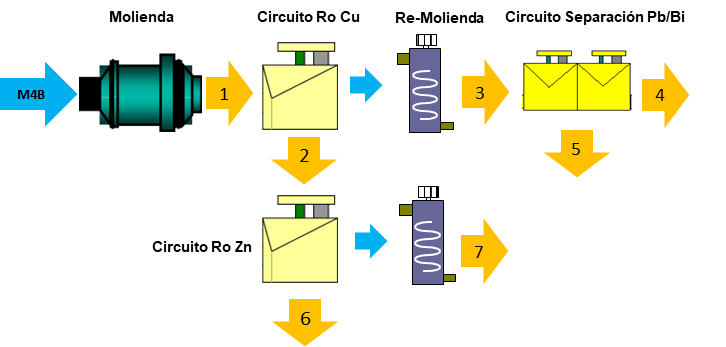 Molienda
Circuito Ro Cu
Re-Molienda
Circuito Separación Pb/Bi
M4B
1
3
4
2
5
Circuito Ro Zn
7
6